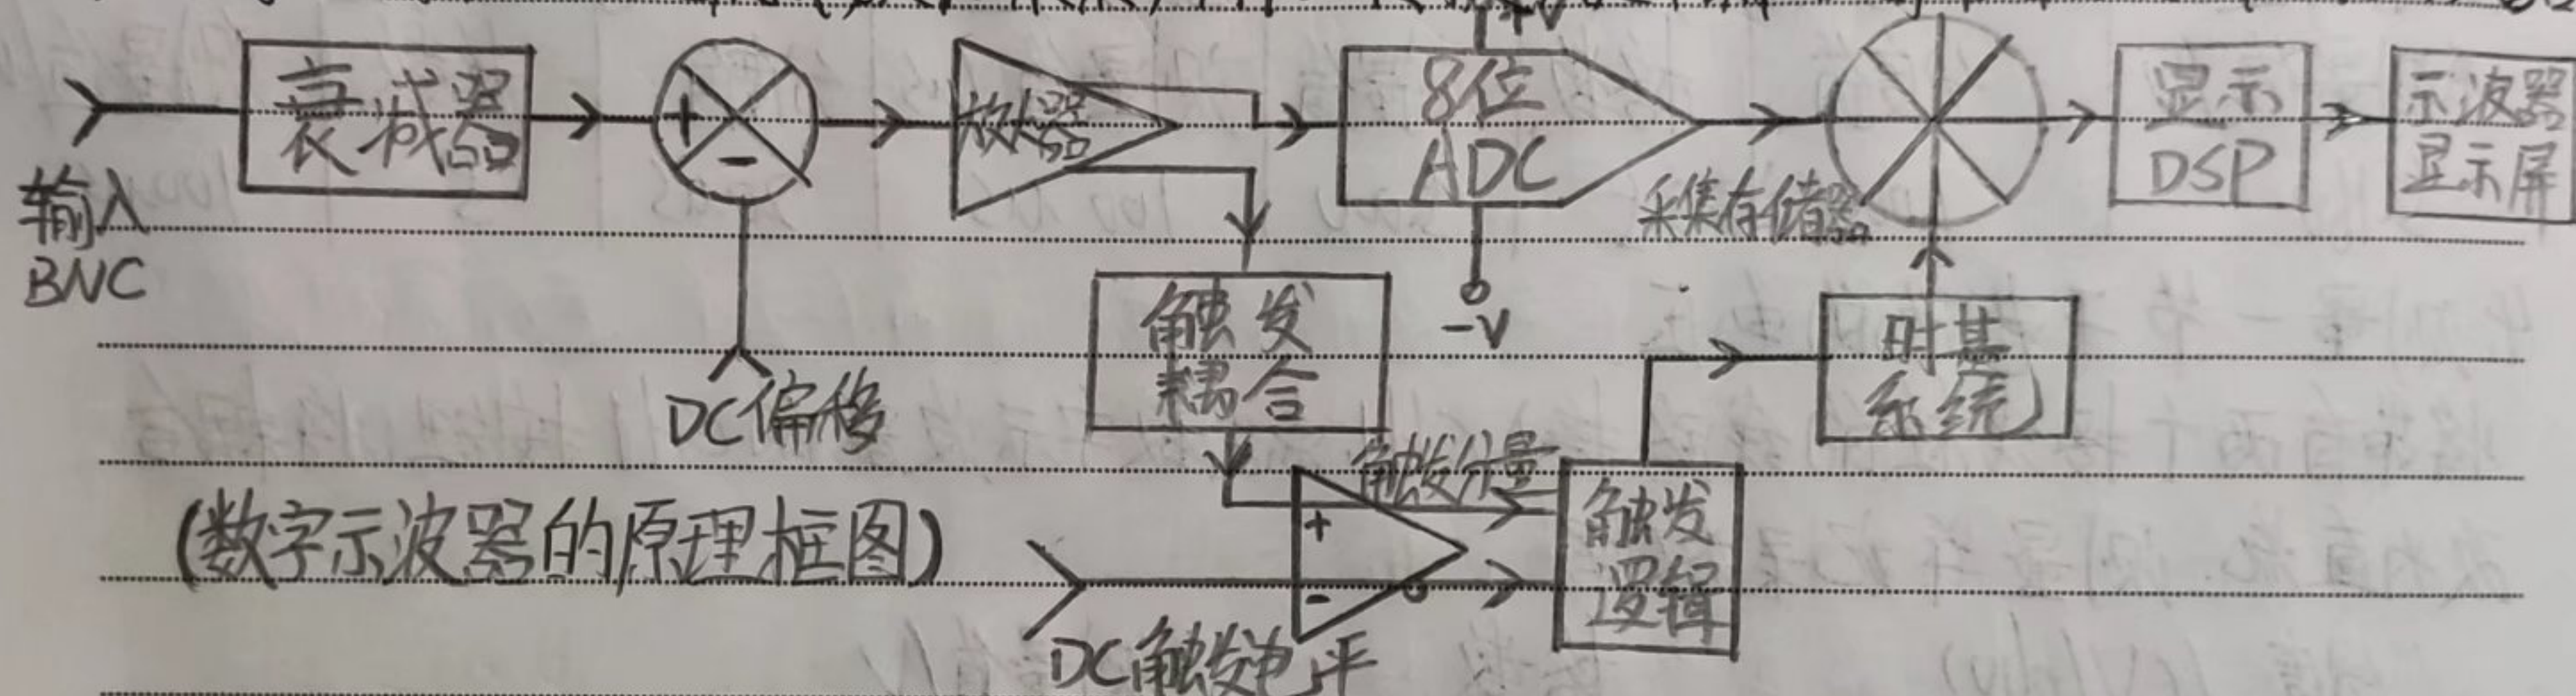 +V
衰减器
+
-
放大器
8位
ADC
显示
DSP
示波器
显示屏
输入
BNC
采集存储器
-V
DC偏移
触发
耦合
时基
系统
触发分量
+
-
触发
逻辑
(数字示波器的原理框图)
DC触发电平